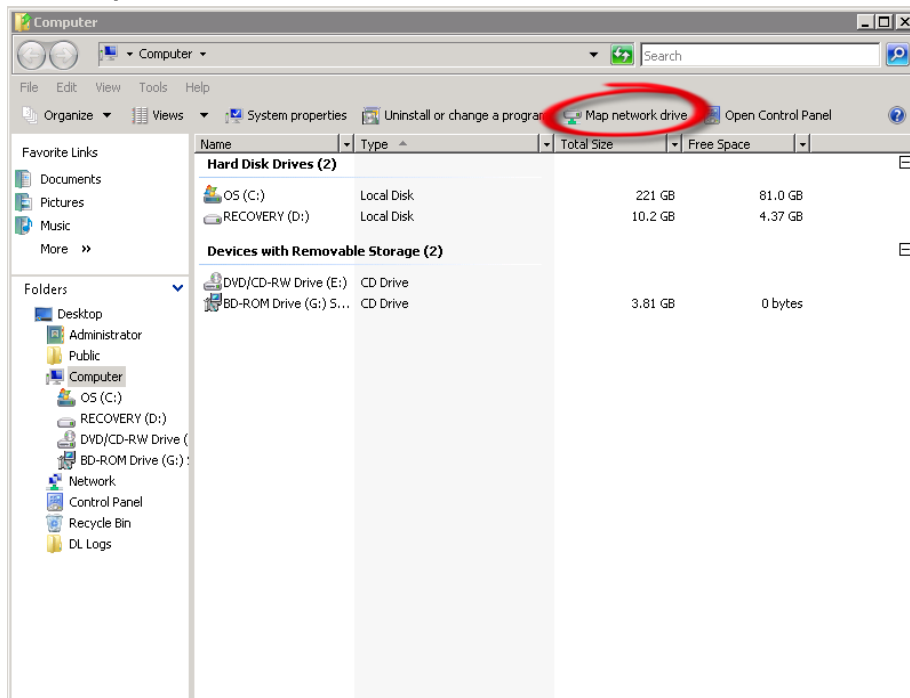 Computer
Computer
Search
File Edit View Tools Help
Organize Views System properties Uninstall or change a program Map network drive Open Control Panel
Favorite Links
Documents
Pictures
Music
More »
Folders
Desktop
Administrator
Public
Computer
OS (C:)
RECOVERY (D:)
DVD/CD-RW Drive (
BD-ROM Drive (G:) S
Network
Control Panel
Recycle Bin
DL Logs
Name Type Total Size Free Space
Hard Disk Drives (2)
OS (C:) Local Disk 221 GB 81.0 GB
RECOVERY (D:) Local Disk 10.2 GB 4.37 GB
Devices with Removable Storage (2)
DVD/CD-RW Drive (E:) CD Drive
BD-ROM Drive (G:) S... CD Drive 3.81 GB 0 bytes